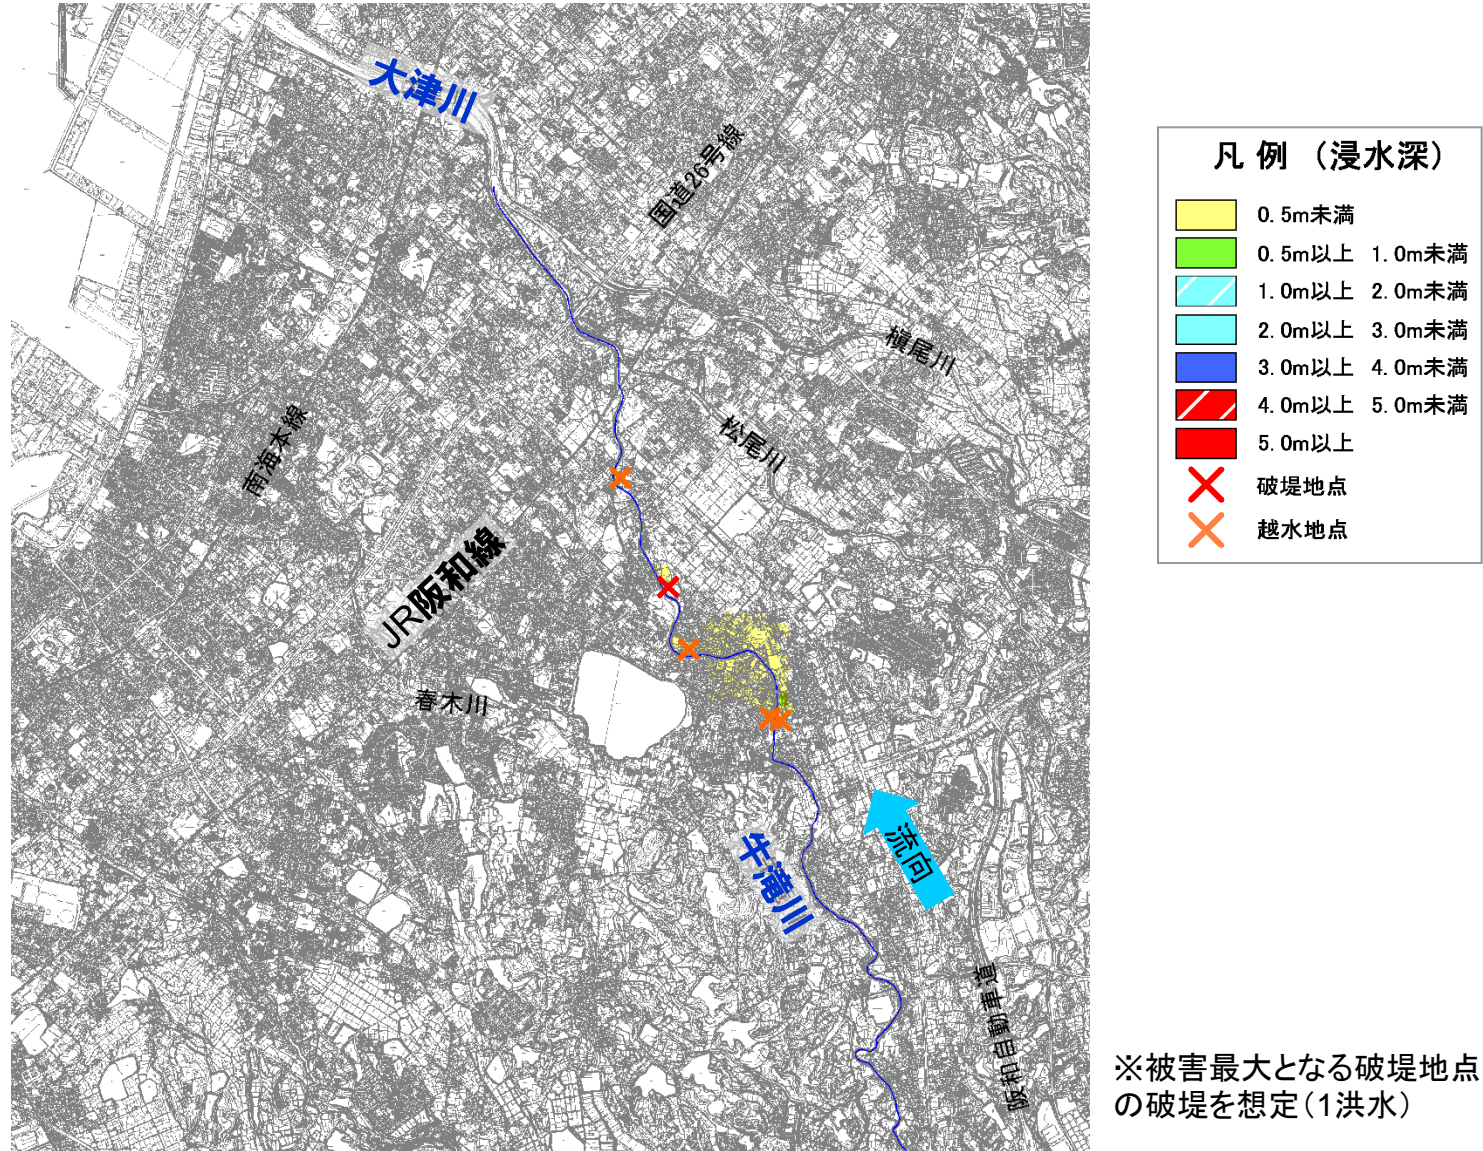 大津川
国道26号線
槇尾川
松尾川
南海本線
JR阪和線
春木川
牛滝川
流向
阪和自動車道
凡 例 (浸水深)
0.5m未満
0.5m以上 1.0m未満
1.0m以上 2.0m未満
2.0m以上 3.0m未満
3.0m以上 4.0m未満
4.0m以上 5.0m未満
5.0m以上
破堤地点
越水地点
※被害最大となる破堤地点
の破堤を想定(1洪水)